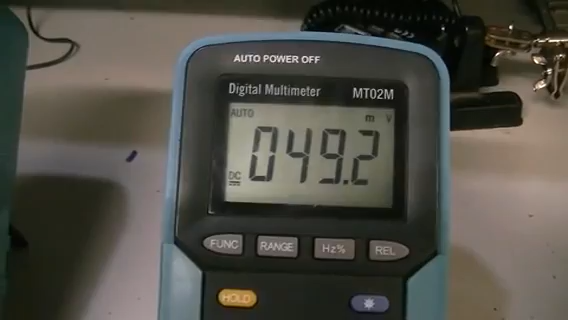 AUTO POWER OFF
Digital Multimeter MT02M
AUTO m V
049.2
DC
FUNC RANGE Hz% REL
HOLD